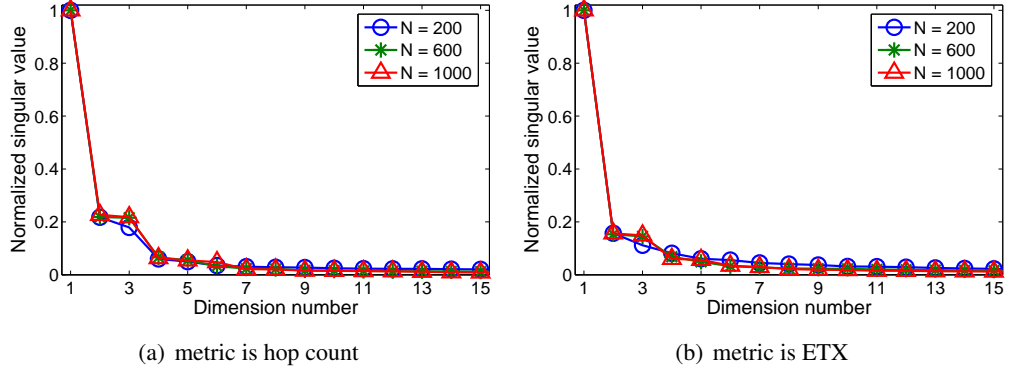 N = 200
N = 600
N = 1000
Normalized singular value
1
0.8
0.6
0.4
0.2
0
1 3 5 7 9 11 13 15
Dimension number
(a) metric is hop count
N = 200
N = 600
N = 1000
Normalized singular value
1
0.8
0.6
0.4
0.2
0
1 3 5 7 9 11 13 15
Dimension number
(b) metric is ETX